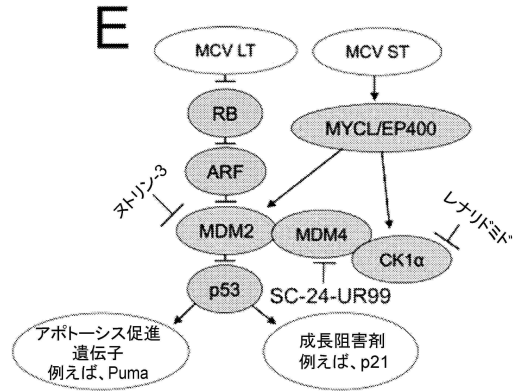 E
MCV LT
MCV ST
RB
MYCL/EP400
ARF
ヌトリン-3
レナリドミド
MDM2
MDM4
CK1α
p53
SC-24-UR99
アポトーシス促進
遺伝子
例えば、Puma
成長阻害剤
例えば、p21